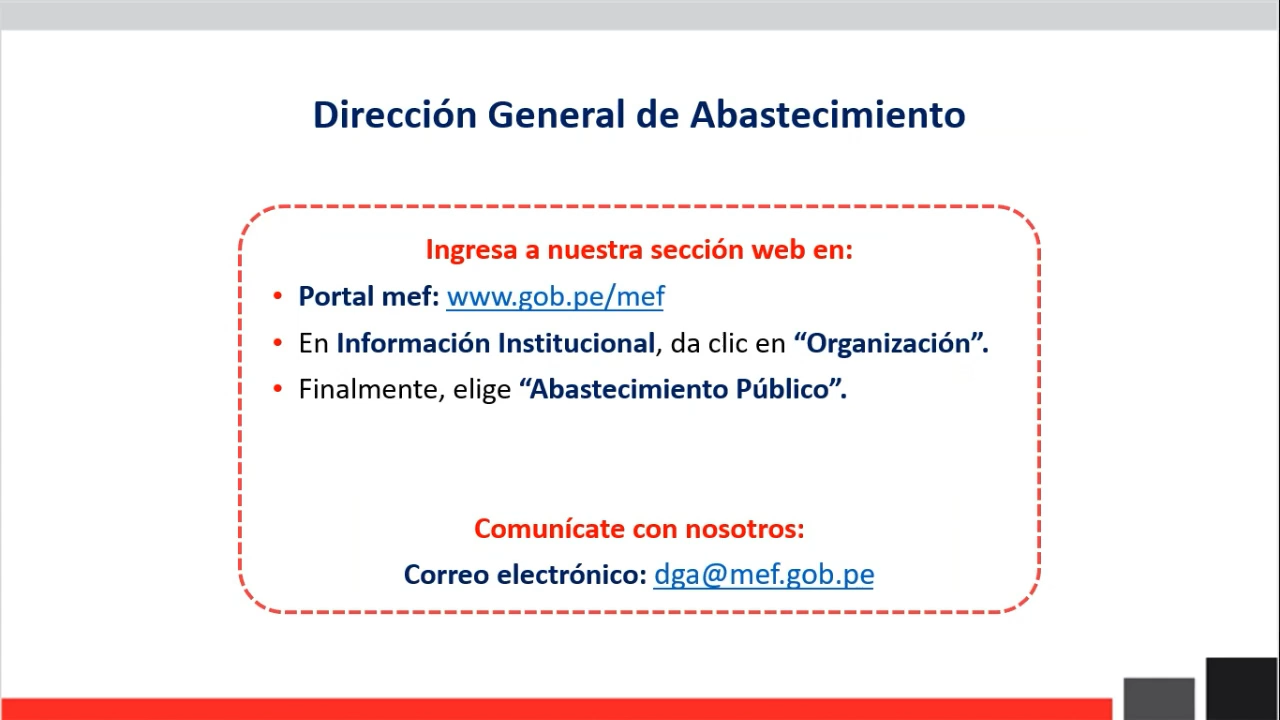 Dirección General de Abastecimiento
Ingresa a nuestra sección web en:
• Portal mef: www.gob.pe/mef
• En Información Institucional, da clic en “Organización”.
• Finalmente, elige “Abastecimiento Público”.
Comunícate con nosotros:
Correo electrónico: dga@mef.gob.pe